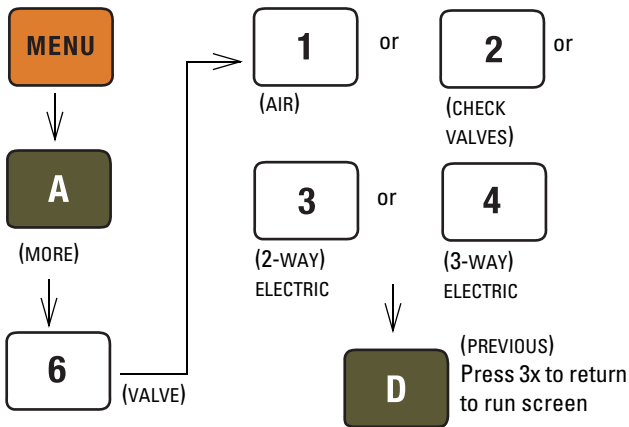 MENU
A
(MORE)
6
(VALVE)
1
or
(AIR)
2
or
(CHECK
VALVES)
3
or
(2-WAY)
ELECTRIC
4
(3-WAY)
ELECTRIC
D
(PREVIOUS)
Press 3x to return
to run screen